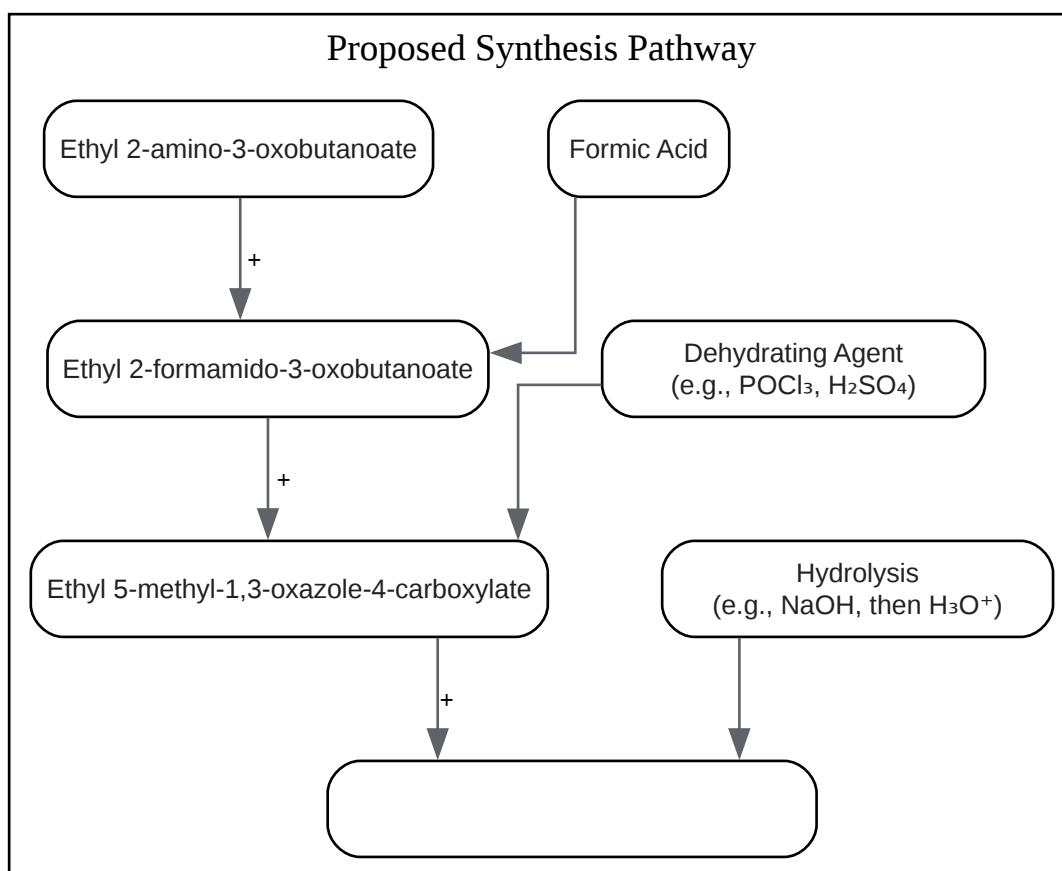 Proposed Synthesis Pathway
Ethyl 2-amino-3-oxobutanoate
Formic Acid
+
Ethyl 2-formamido-3-oxobutanoate
Dehydrating Agent
(e.g., POCl₃, H₂SO₄)
+
Ethyl 5-methyl-1,3-oxazole-4-carboxylate
Hydrolysis
(e.g., NaOH, then H₃O⁺)
+